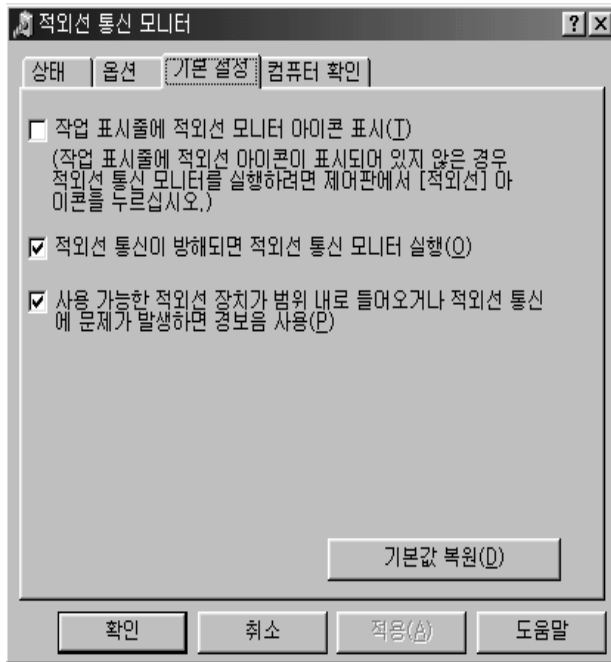 적외선 통신 모니터
상태 옵션 기본 설정 컴퓨터 확인
작업 표시줄에 적외선 모니터 아이콘 표시(T)
(작업 표시줄에 적외선 아이콘이 표시되어 있지 않은 경우
적외선 통신 모니터를 실행하려면 제어판에서 [적외선] 아
이콘을 누르십시오.)
적외선 통신이 방해되면 적외선 통신 모니터 실행(O)
사용 가능한 적외선 장치가 범위 내로 들어오거나 적외선 통신
에 문제가 발생하면 경보음 사용(P)
기본값 복원(D)
확인 취소 적용(A) 도움말